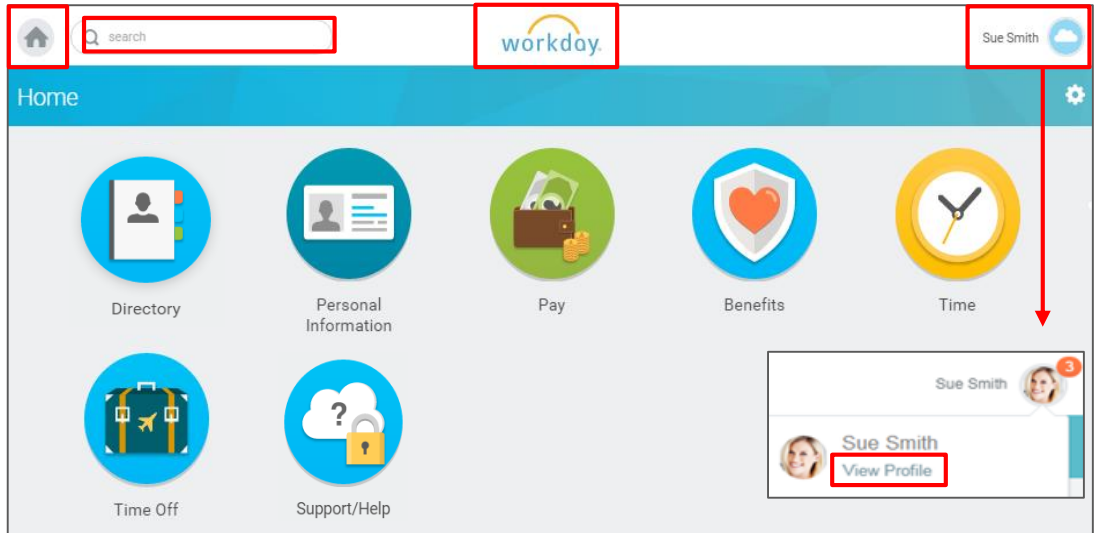 search
workday.
Sue Smith
Home
Directory
Personal
Information
Pay
Benefits
Time
Time Off
?
Support/Help
Sue Smith
3
Sue Smith
View Profile